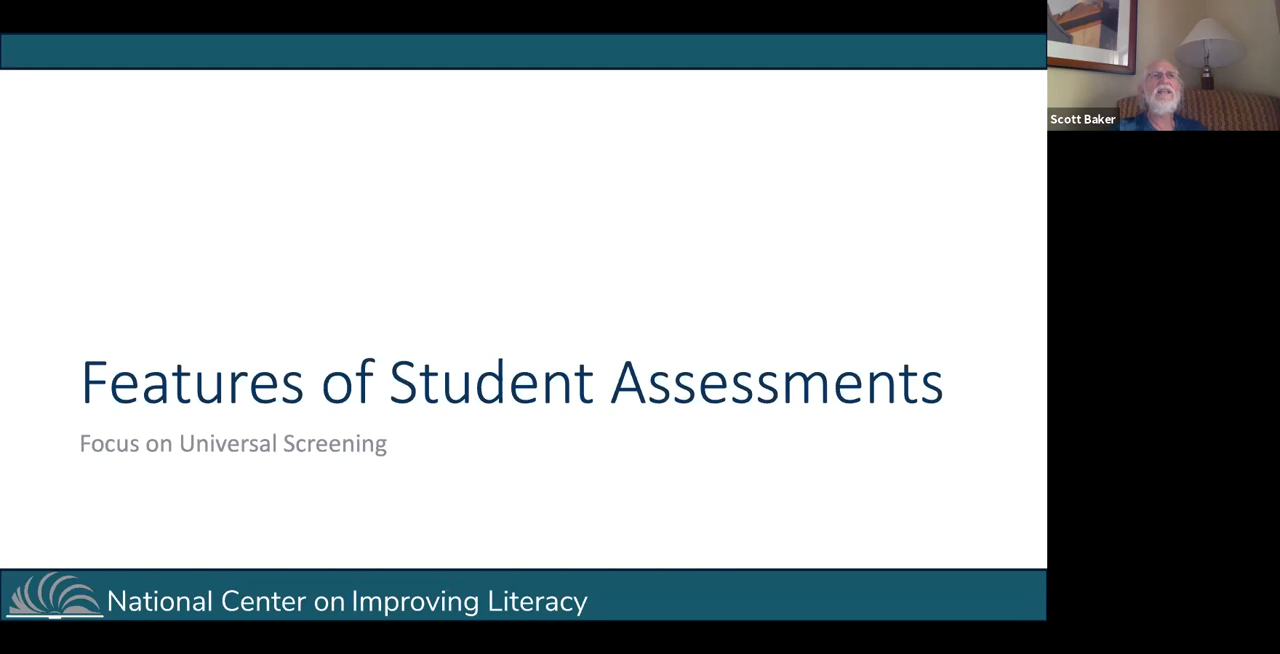 Scott Baker
Features of Student Assessments
Focus on Universal Screening
National Center on Improving Literacy